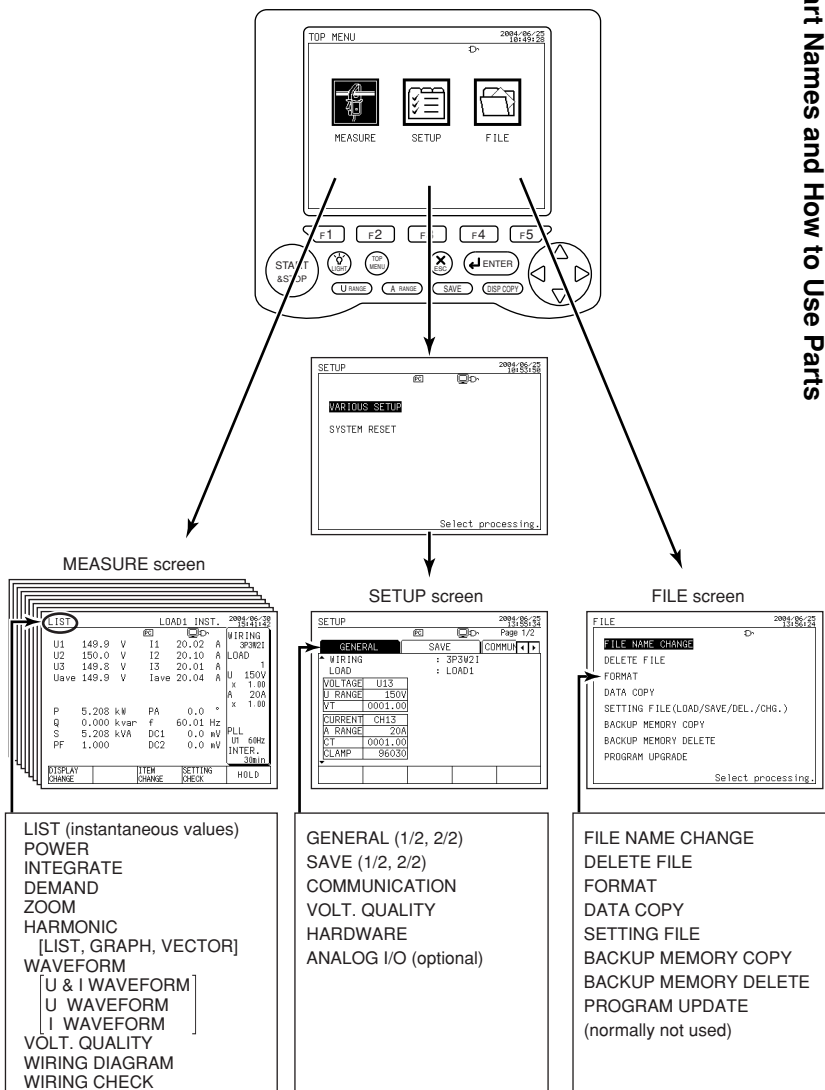 art Names and How to Use Parts
TOP MENU
2004/06/25
10:49:28
MEASURE
SETUP
FILE
F1
F2
F3
F4
F5
START
&STOP
LIGHT
TOP
MENU
ESC
ENTER
U RANGE
A RANGE
SAVE
DISP COPY
SETUP
2004/06/25
10:53:50
PC
VARIOUS SETUP
SYSTEM RESET
Select processing.
MEASURE screen
LIST LOAD1 INST. 2004/06/30
15:41:42
PC
U1 149.9 V I1 20.02 A
U2 150.0 V I2 20.10 A
U3 149.8 V I3 20.01 A
Uave 149.9 V Iave 20.04 A
P 5.208 kW PA 0.0 °
Q 0.000 kvar f 60.01 Hz
S 5.208 kVA DC1 0.0 mV
PF 1.000 DC2 0.0 mV
WIRING
3P3W2I
LOAD
1
U 150V
x 1.00
A 20A
x 1.00
PLL
U1 60Hz
INTER.
30min
DISPLAY
CHANGE
ITEM
CHANGE
SETTING
CHECK
HOLD
LIST (instantaneous values)
POWER
INTEGRATE
DEMAND
ZOOM
HARMONIC
[LIST, GRAPH, VECTOR]
WAVEFORM
U & I WAVEFORM
U WAVEFORM
I WAVEFORM
VOLT. QUALITY
WIRING DIAGRAM
WIRING CHECK
SETUP screen
SETUP
2004/06/25
13:55:34
PC
Page 1/2
GENERAL SAVE COMMUN
WIRING : 3P3W2I
LOAD : LOAD1
VOLTAGE U13
U RANGE 150V
VT 0001.00
CURRENT CH13
A RANGE 20A
CT 0001.00
CLAMP 96030
GENERAL (1/2, 2/2)
SAVE (1/2, 2/2)
COMMUNICATION
VOLT. QUALITY
HARDWARE
ANALOG I/O (optional)
FILE screen
FILE
2004/06/25
13:56:24
FILE NAME CHANGE
DELETE FILE
FORMAT
DATA COPY
SETTING FILE(LOAD/SAVE/DEL./CHG.)
BACKUP MEMORY COPY
BACKUP MEMORY DELETE
PROGRAM UPGRADE
Select processing.
FILE NAME CHANGE
DELETE FILE
FORMAT
DATA COPY
SETTING FILE
BACKUP MEMORY COPY
BACKUP MEMORY DELETE
PROGRAM UPDATE
(normally not used)